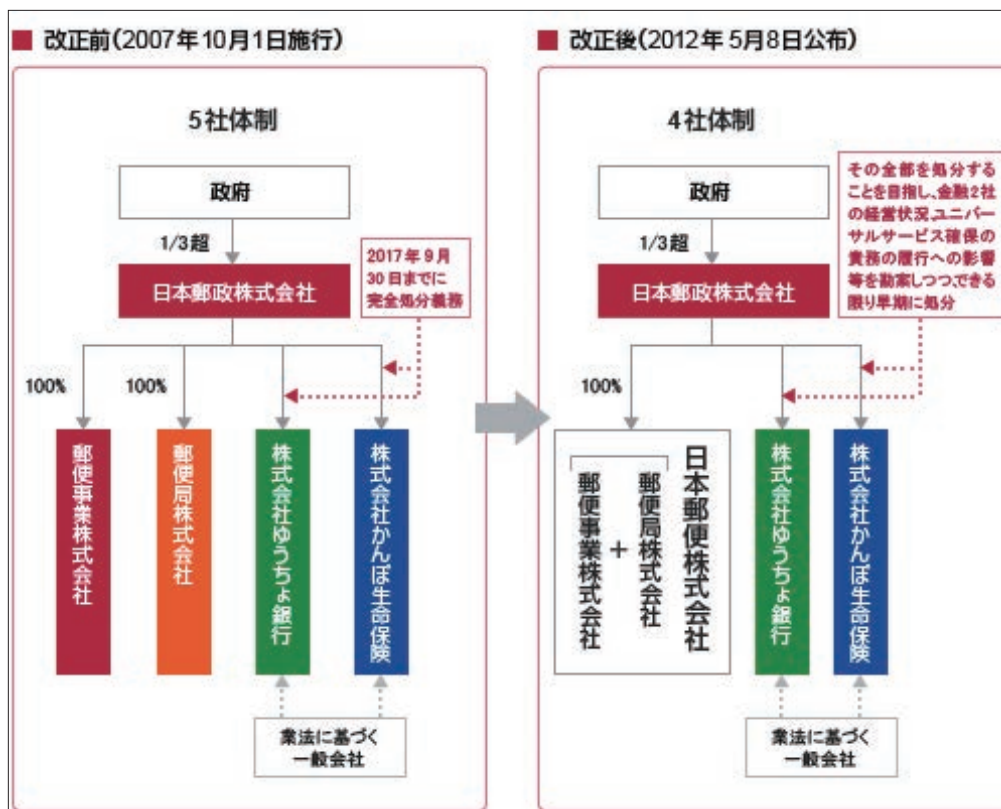 ■ 改正前(2007年10月1日施行)
5社体制
政府
1/3超
日本郵政株式会社
2017年9月
30日までに
完全処分義務
100%
100%
郵便事業株式会社
郵便局株式会社
株式会社ゆうちょ銀行
株式会社かんぽ生命保険
業法に基づく
一般会社
■ 改正後(2012年5月8日公布)
4社体制
政府
1/3超
日本郵政株式会社
その全部を処分する
ことを目指し、金融2社
の経営状況、ユニバー
サルサービス確保の
責務の履行への影響
等を勘案しつつ、できる
限り早期に処分
100%
日本郵便株式会社
郵便局株式会社
+
郵便事業株式会社
株式会社ゆうちょ銀行
株式会社かんぽ生命保険
業法に基づく
一般会社